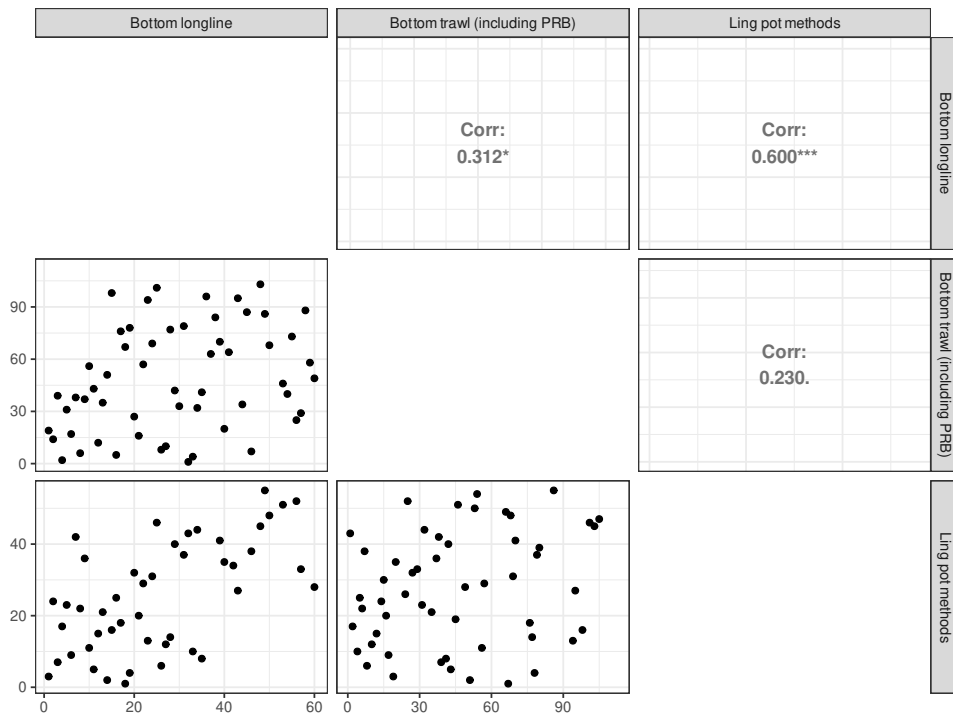 Bottom longline
Bottom trawl (including PRB)
Ling pot methods
Corr:
0.312*
Corr:
0.600***
Bottom longline
90
60
30
0
Corr:
0.230.
Bottom trawl (including PRB)
40
20
0
Ling pot methods
0
20
40
60
0
30
60
90